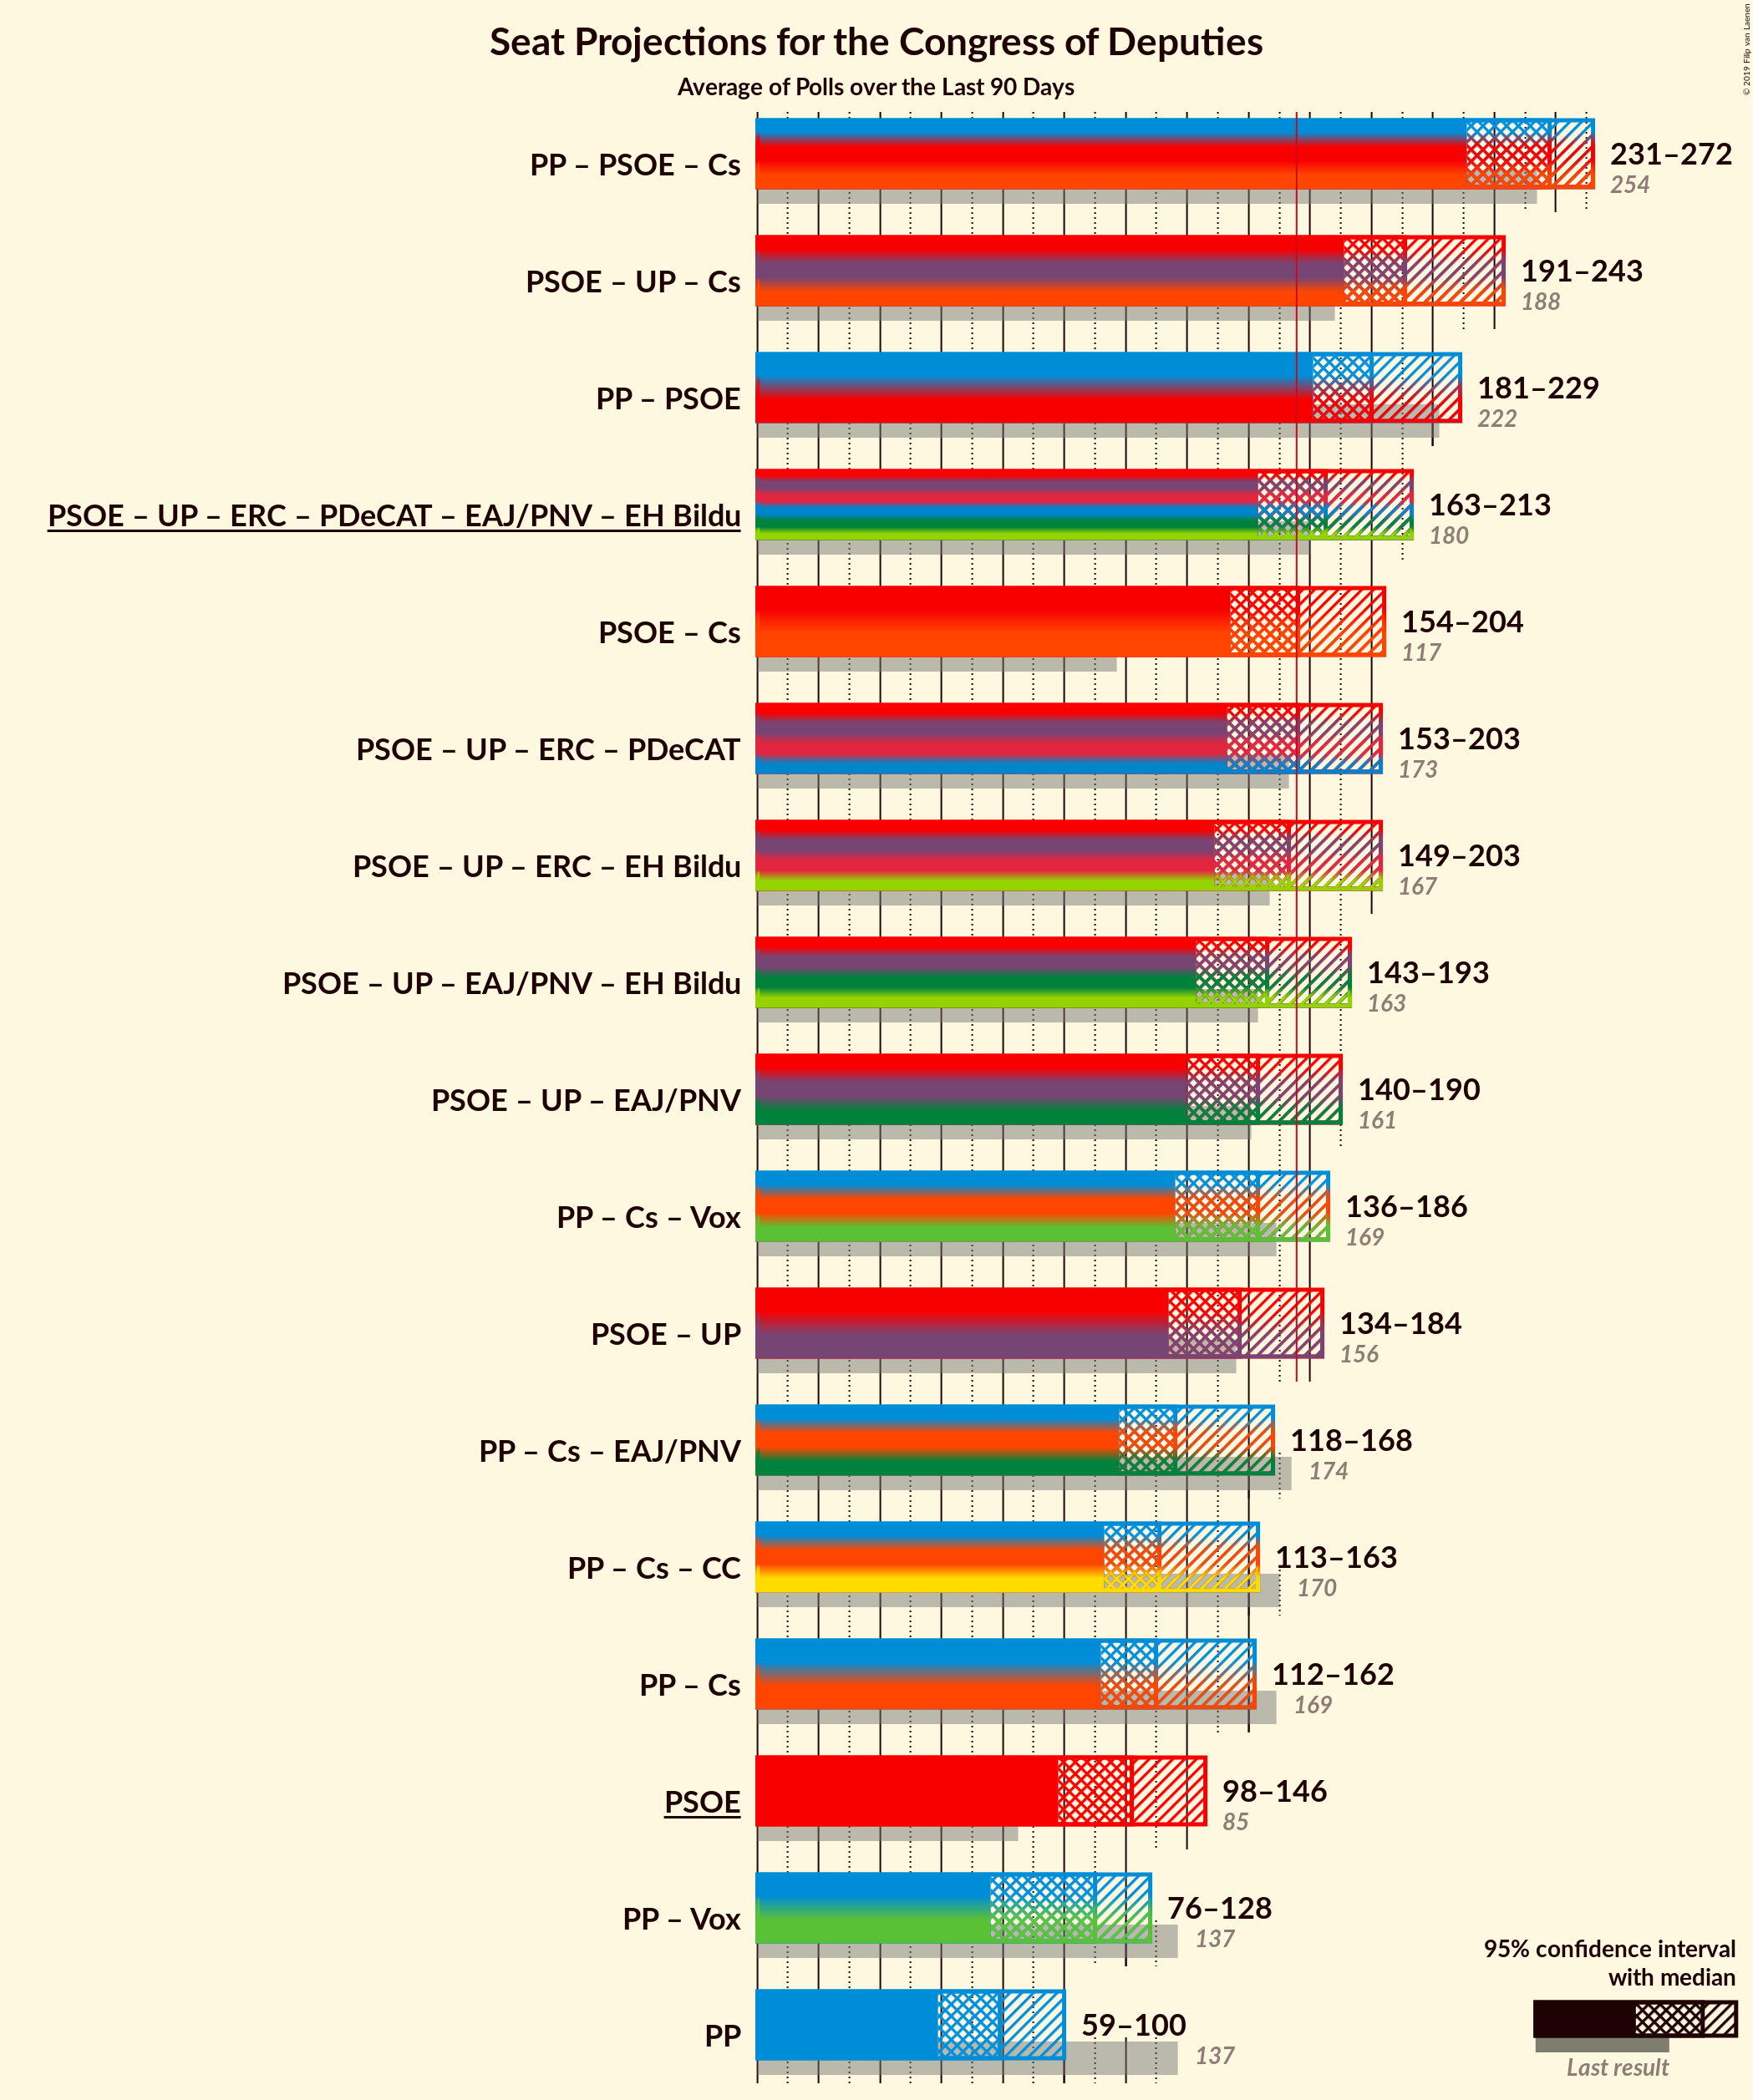 Seat Projections for the Congress of Deputies
Average of Polls over the Last 90 Days
© 2019 Filip van Laenen
PP – PSOE – Cs
231–272
254
PSOE – UP – Cs
191–243
188
PP – PSOE
181–229
222
PSOE – UP – ERC – PDeCAT – EAJ/PNV – EH Bildu
163–213
180
PSOE – Cs
154–204
117
PSOE – UP – ERC – PDeCAT
153–203
173
PSOE – UP – ERC – EH Bildu
149–203
167
PSOE – UP – EAJ/PNV – EH Bildu
143–193
163
PSOE – UP – EAJ/PNV
140–190
161
PP – Cs – Vox
136–186
169
PSOE – UP
134–184
156
PP – Cs – EAJ/PNV
118–168
174
PP – Cs – CC
113–163
170
PP – Cs
112–162
169
PSOE
98–146
85
PP – Vox
76–128
137
PP
59–100
137
95% confidence interval
with median
Last result